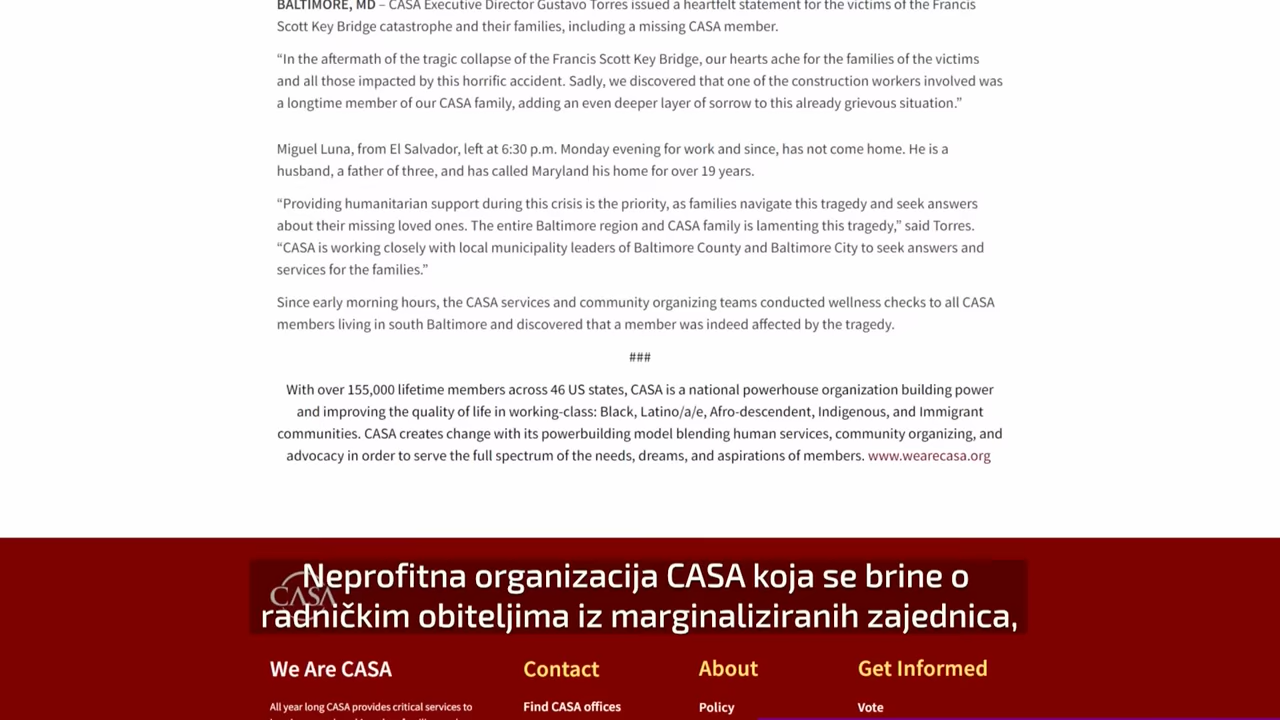 BALTIMORE, MD – CASA Executive Director Gustavo Torres issued a heartfelt statement for the victims of the Francis
Scott Key Bridge catastrophe and their families, including a missing CASA member.
“In the aftermath of the tragic collapse of the Francis Scott Key Bridge, our hearts ache for the families of the victims
and all those impacted by this horrific accident. Sadly, we discovered that one of the construction workers involved was
a longtime member of our CASA family, adding an even deeper layer of sorrow to this already grievous situation.”
Miguel Luna, from El Salvador, left at 6:30 p.m. Monday evening for work and since, has not come home. He is a
husband, a father of three, and has called Maryland his home for over 19 years.
“Providing humanitarian support during this crisis is the priority, as families navigate this tragedy and seek answers
about their missing loved ones. The entire Baltimore region and CASA family is lamenting this tragedy,” said Torres.
“CASA is working closely with local municipality leaders of Baltimore County and Baltimore City to seek answers and
services for the families.”
Since early morning hours, the CASA services and community organizing teams conducted wellness checks to all CASA
members living in south Baltimore and discovered that a member was indeed affected by the tragedy.
###
With over 155,000 lifetime members across 46 US states, CASA is a national powerhouse organization building power
and improving the quality of life in working-class: Black, Latino/a/e, Afro-descendent, Indigenous, and Immigrant
communities. CASA creates change with its powerbuilding model blending human services, community organizing, and
advocacy in order to serve the full spectrum of the needs, dreams, and aspirations of members. www.wearecasa.org
CASA
Neprofitna organizacija CASA koja se brine o
radničkim obiteljima iz marginaliziranih zajednica,
We Are CASA
Contact
About
Get Informed
All year long CASA provides critical services to
Find CASA offices
Policy
Vote